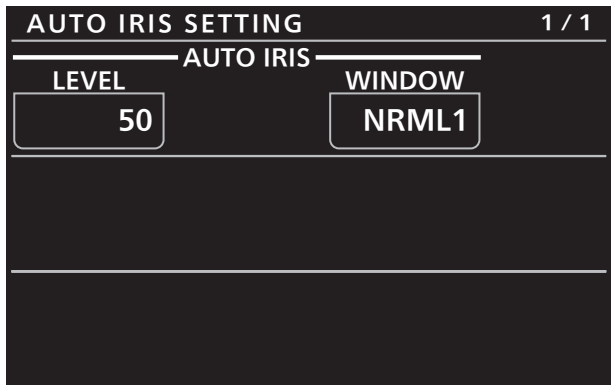 AUTO IRIS SETTING 1 / 1
AUTO IRIS
LEVEL WINDOW
50 NRML1